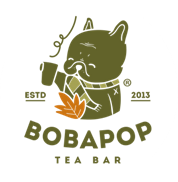 ®
ESTD 2013
BOBAPOP
TEA BAR